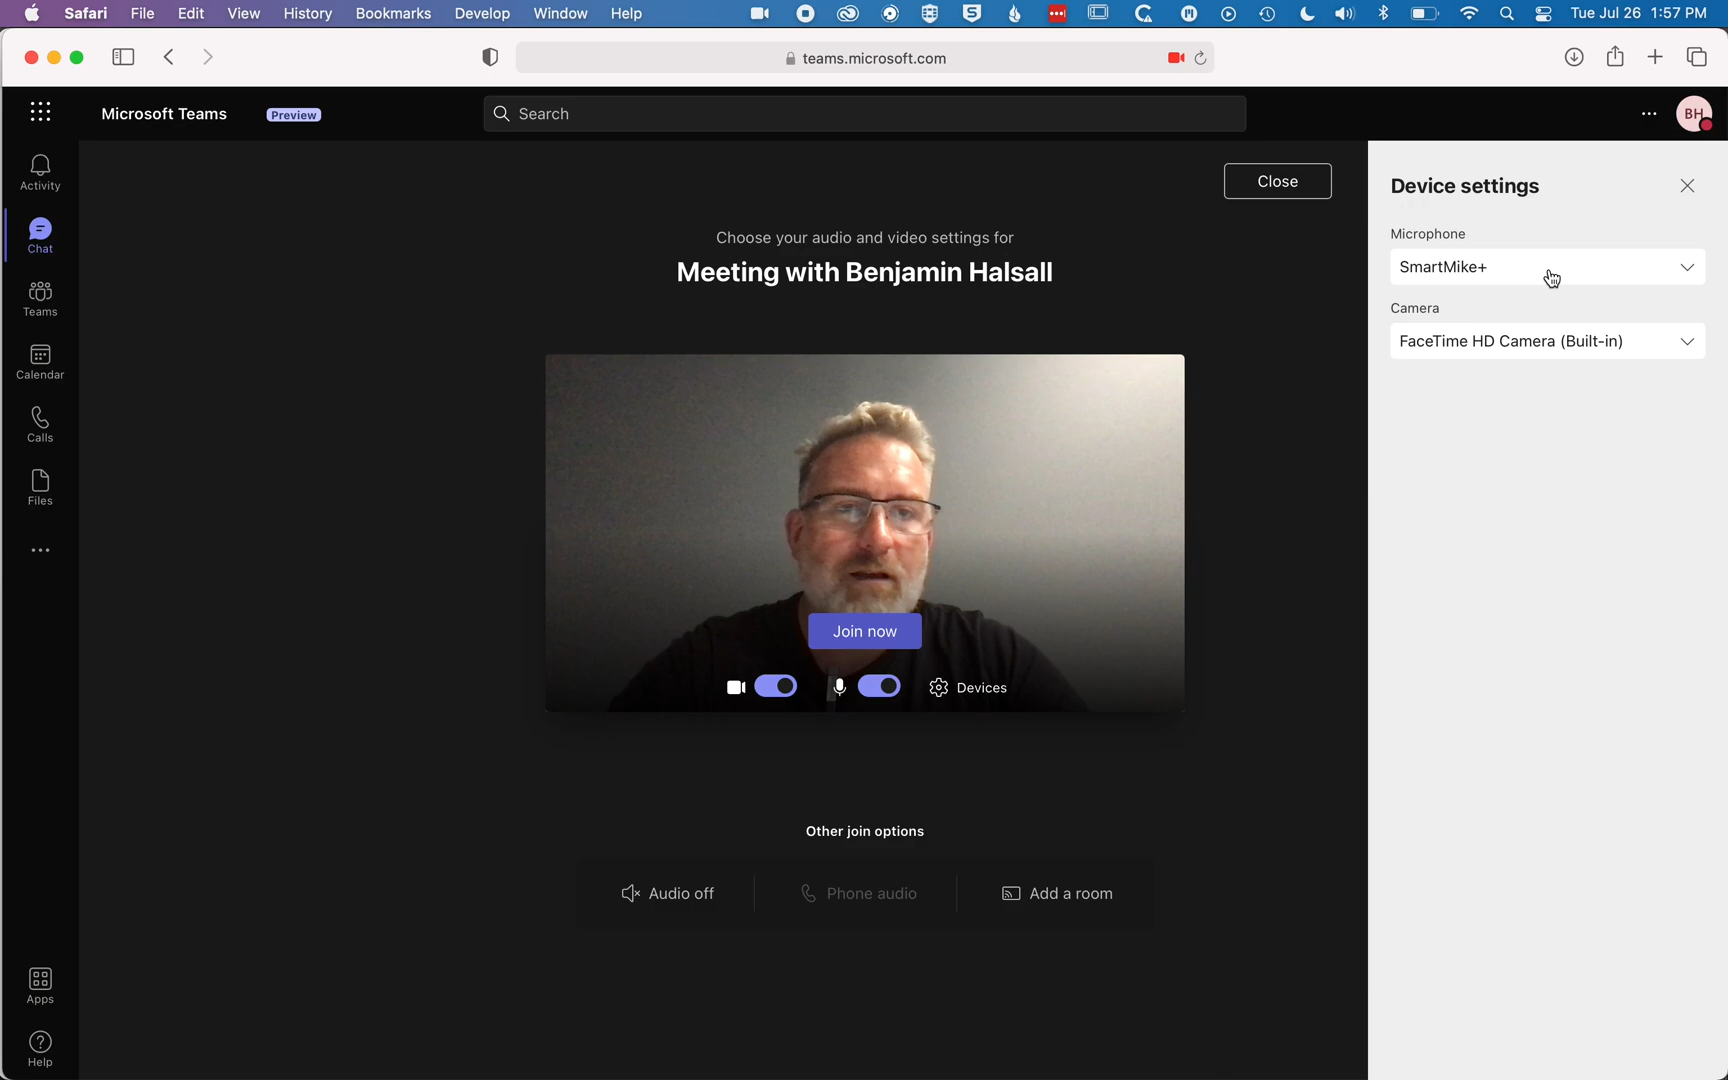 Safari File Edit View History Bookmarks Develop Window Help Tue Jul 26 1:57 PM
teams.microsoft.com
Microsoft Teams Preview Search BH
Activity
Chat
Teams
Calendar
Calls
Files
Apps
Help
Close
Choose your audio and video settings for
Meeting with Benjamin Halsall
Join now
Devices
Other join options
Audio off Phone audio Add a room
Device settings
Microphone
SmartMike+
Camera
FaceTime HD Camera (Built-in)